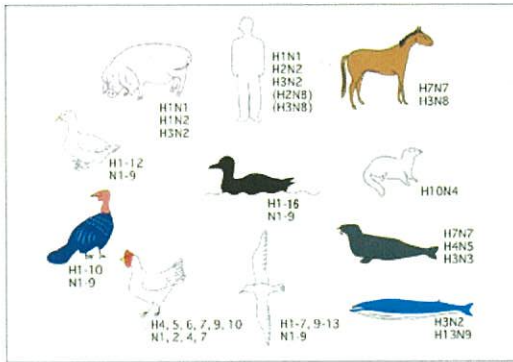 H1N1
H1N2
H3N2
H1N1
H2N2
H3N2
(H2N8)
(H3N8)
H7N7
H3N8
H1-12
N1-9
H1-16
N1-9
H10N4
H1-10
N1-9
H7N7
H4N5
H3N3
H4, 5, 6, 7, 9, 10
N1, 2, 4, 7
H1-7, 9-13
N1-9
H3N2
H13N9